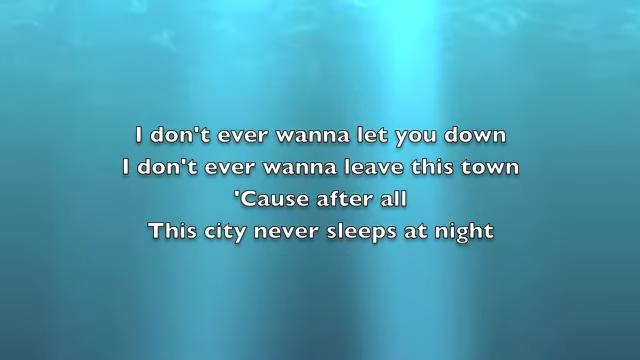 I don't ever wanna let you down
I don't ever wanna leave this town
'Cause after all
This city never sleeps at night